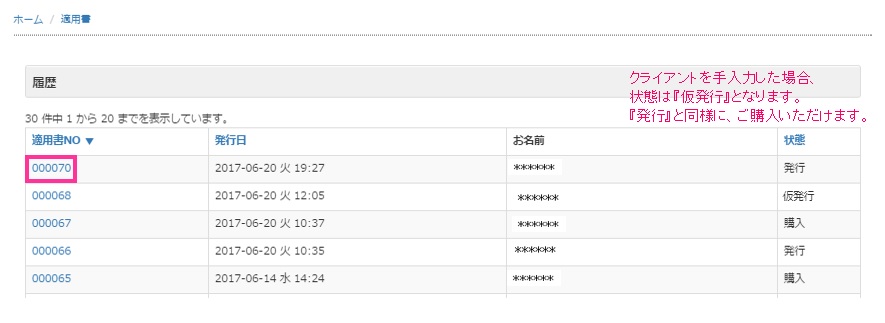 ホーム / 適用書
履歴
クライアントを手入力した場合、
状態は『仮発行』となります。
『発行』と同様に、ご購入いただけます。
30 件中 1 から 20 までを表示しています。
適用書NO ▼ 発行日 お名前 状態
000070 2017-06-20 火 19:27 ****** 発行
000068 2017-06-20 火 12:05 ****** 仮発行
000067 2017-06-20 火 10:37 ****** 購入
000066 2017-06-20 火 10:35 ****** 発行
000065 2017-06-14 水 14:24 ****** 購入